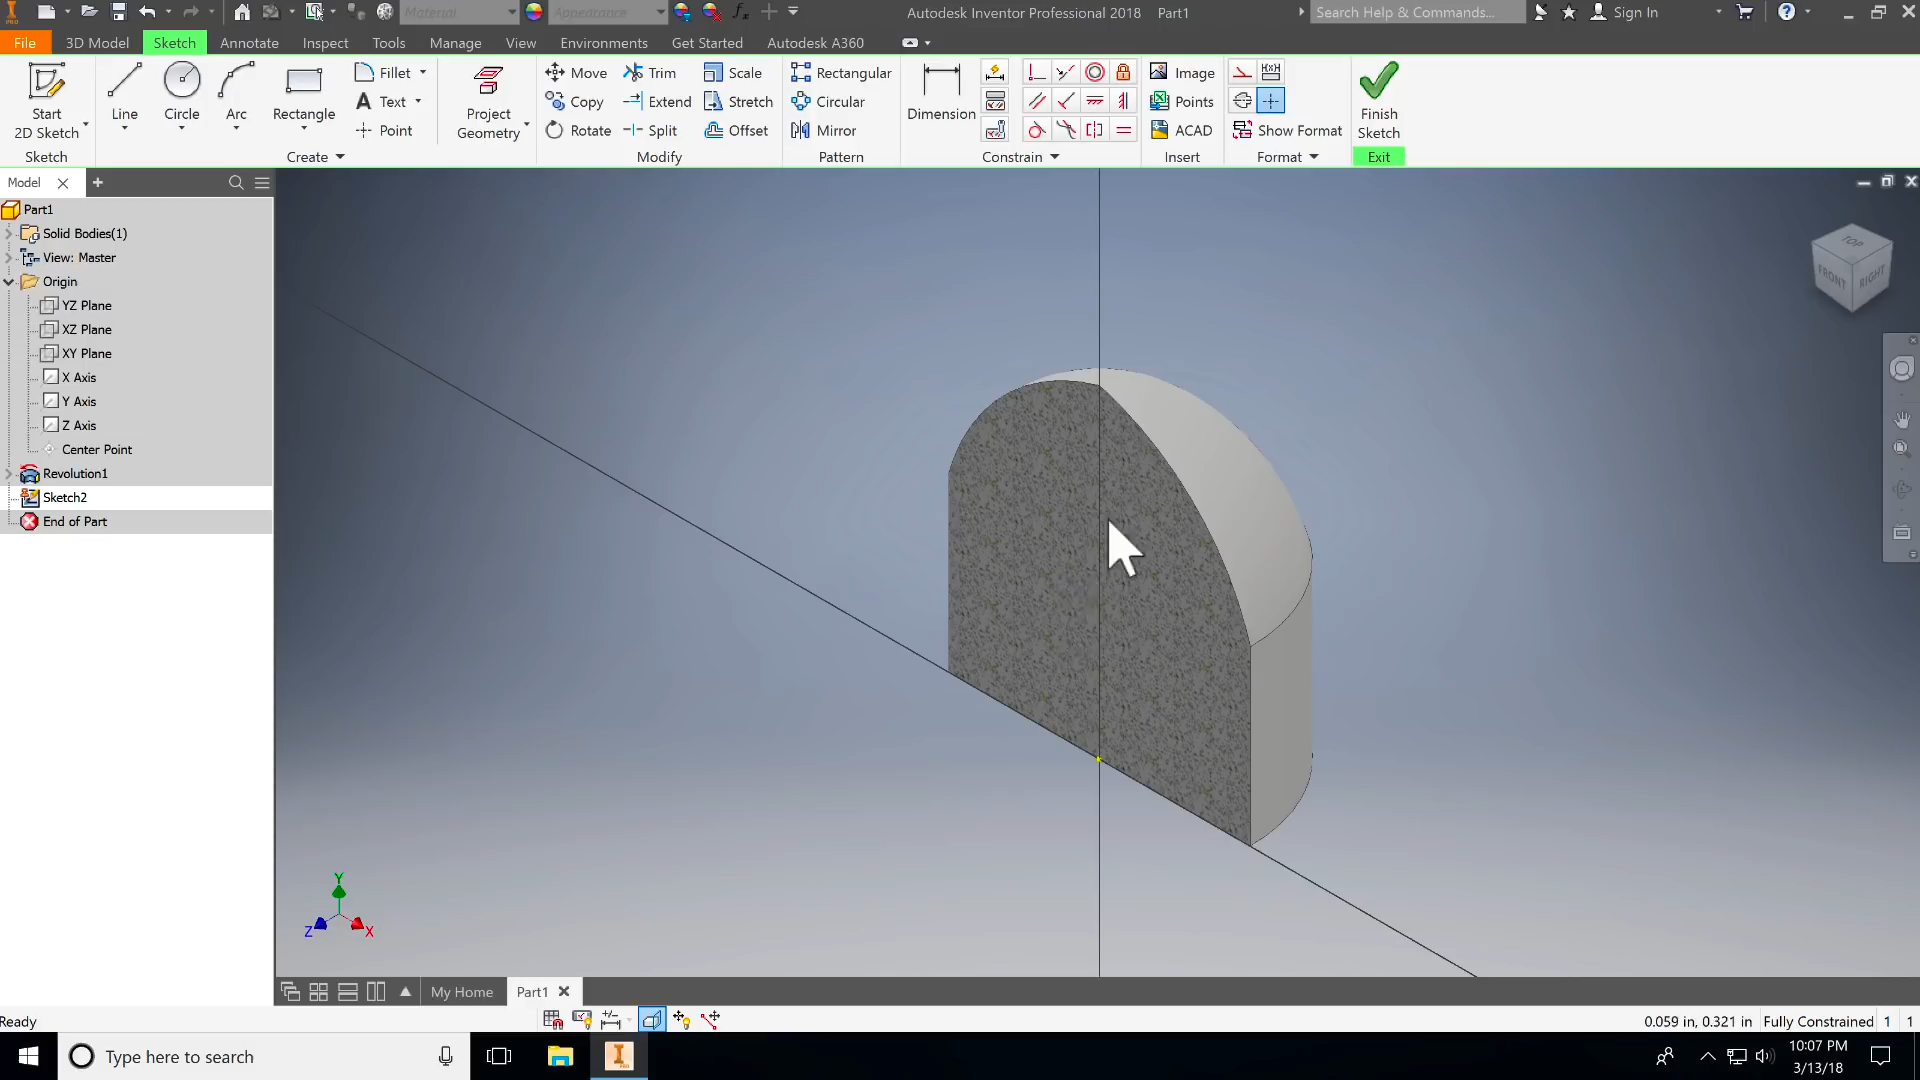 Material
Appearance
Autodesk Inventor Professional 2018 Part1
Search Help & Commands...
Sign In
File
3D Model
Sketch
Annotate
Inspect
Tools
Manage
View
Environments
Get Started
Autodesk A360
Start
2D Sketch
Line
Circle
Arc
Rectangle
Fillet
Text
Point
Project
Geometry
Move
Copy
Rotate
Trim
Extend
Split
Scale
Stretch
Offset
Rectangular
Circular
Mirror
Dimension
Image
Points
ACAD
Show Format
Finish
Sketch
Sketch
Create
Modify
Pattern
Constrain
Insert
Format
Exit
Model
Part1
Solid Bodies(1)
View: Master
Origin
YZ Plane
XZ Plane
XY Plane
X Axis
Y Axis
Z Axis
Center Point
Revolution1
Sketch2
End of Part
TOP
FRONT
RIGHT
Y
Z
X
My Home
Part1
Ready
0.059 in, 0.321 in
Fully Constrained
1
1
Type here to search
10:07 PM
3/13/18